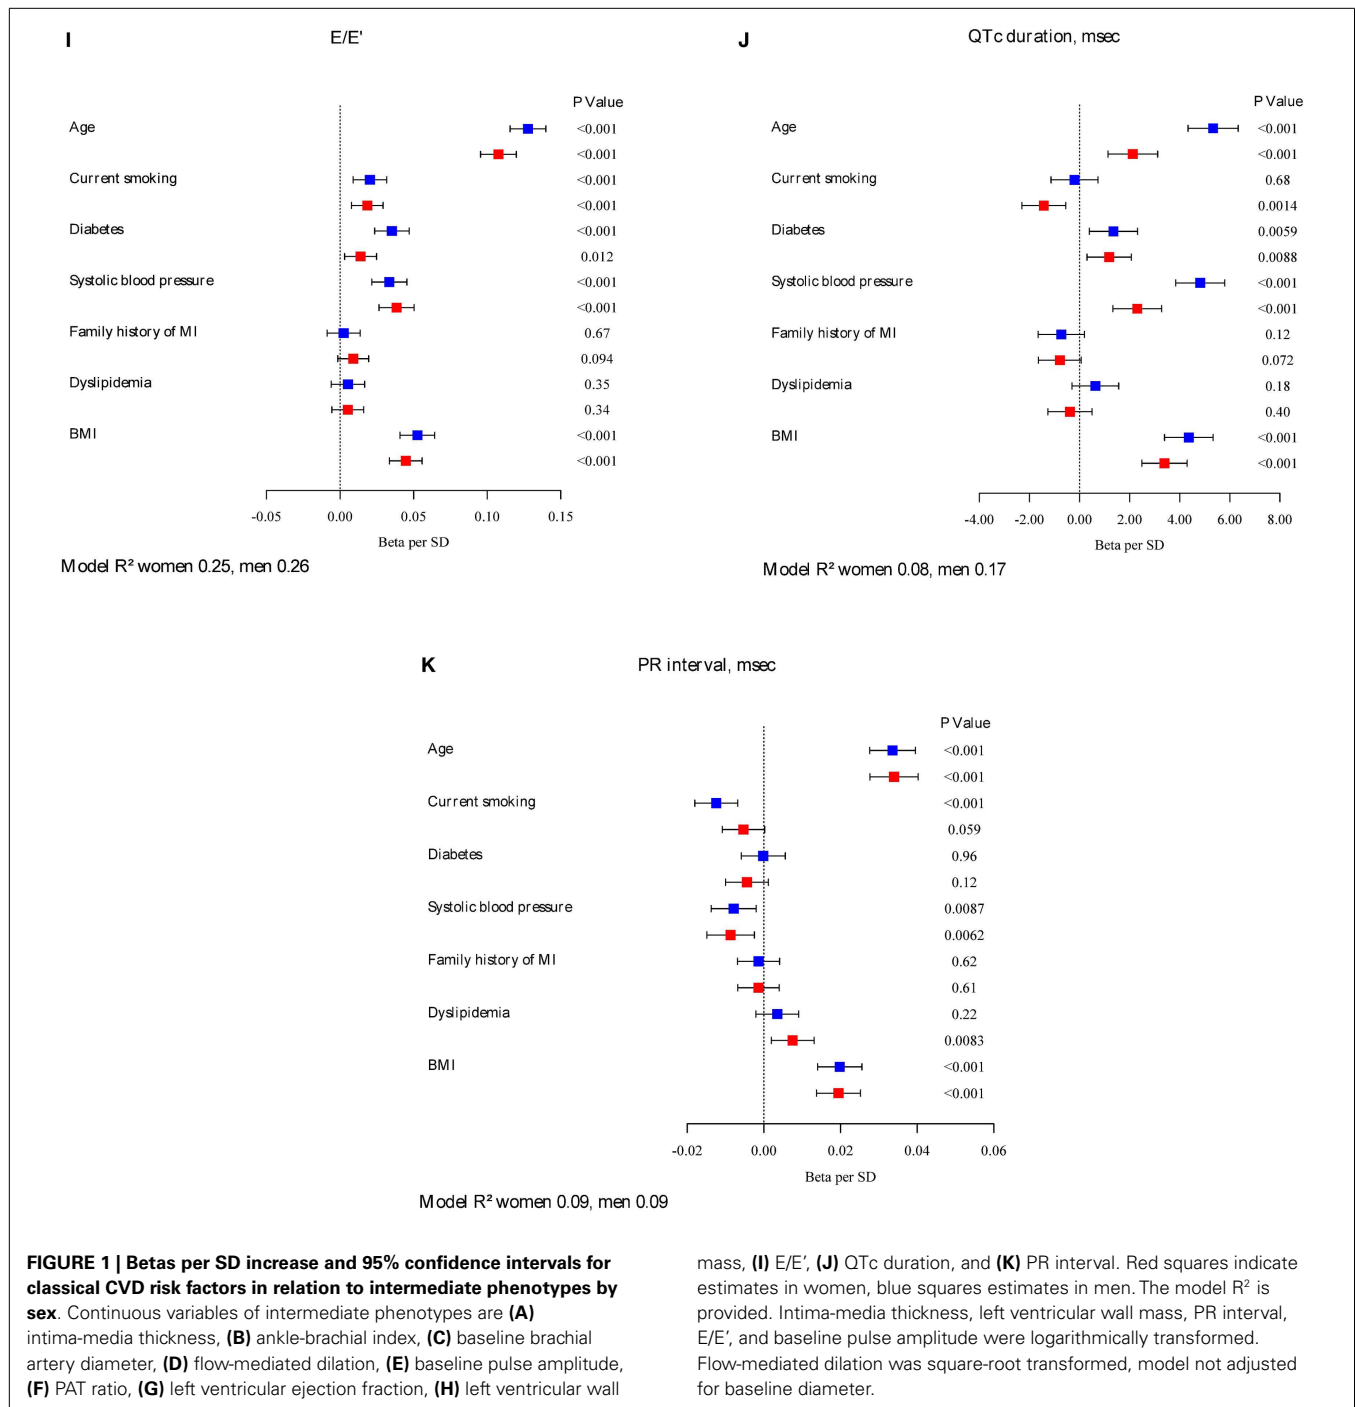 I E/E'
P Value
Age <0.001
<0.001
Current smoking <0.001
<0.001
Diabetes <0.001
0.012
Systolic blood pressure <0.001
<0.001
Family history of MI 0.67
0.094
Dyslipidemia 0.35
0.34
BMI <0.001
<0.001
-0.05 0.00 0.05 0.10 0.15
Beta per SD
Model R² women 0.25, men 0.26
J QTc duration, msec
P Value
Age <0.001
<0.001
Current smoking 0.68
0.0014
Diabetes 0.0059
0.0088
Systolic blood pressure <0.001
<0.001
Family history of MI 0.12
0.072
Dyslipidemia 0.18
0.40
BMI <0.001
<0.001
-4.00 -2.00 0.00 2.00 4.00 6.00 8.00
Beta per SD
Model R² women 0.08, men 0.17
K PR interval, msec
P Value
Age <0.001
<0.001
Current smoking <0.001
0.059
Diabetes 0.96
0.12
Systolic blood pressure 0.0087
0.0062
Family history of MI 0.62
0.61
Dyslipidemia 0.22
0.0083
BMI <0.001
<0.001
-0.02 0.00 0.02 0.04 0.06
Beta per SD
Model R² women 0.09, men 0.09
FIGURE 1 | Betas per SD increase and 95% confidence intervals for
classical CVD risk factors in relation to intermediate phenotypes by
sex. Continuous variables of intermediate phenotypes are (A)
intima-media thickness, (B) ankle-brachial index, (C) baseline brachial
artery diameter, (D) flow-mediated dilation, (E) baseline pulse amplitude,
(F) PAT ratio, (G) left ventricular ejection fraction, (H) left ventricular wall
mass, (I) E/E′, (J) QTc duration, and (K) PR interval. Red squares indicate
estimates in women, blue squares estimates in men. The model R² is
provided. Intima-media thickness, left ventricular wall mass, PR interval,
E/E′, and baseline pulse amplitude were logarithmically transformed.
Flow-mediated dilation was square-root transformed, model not adjusted
for baseline diameter.